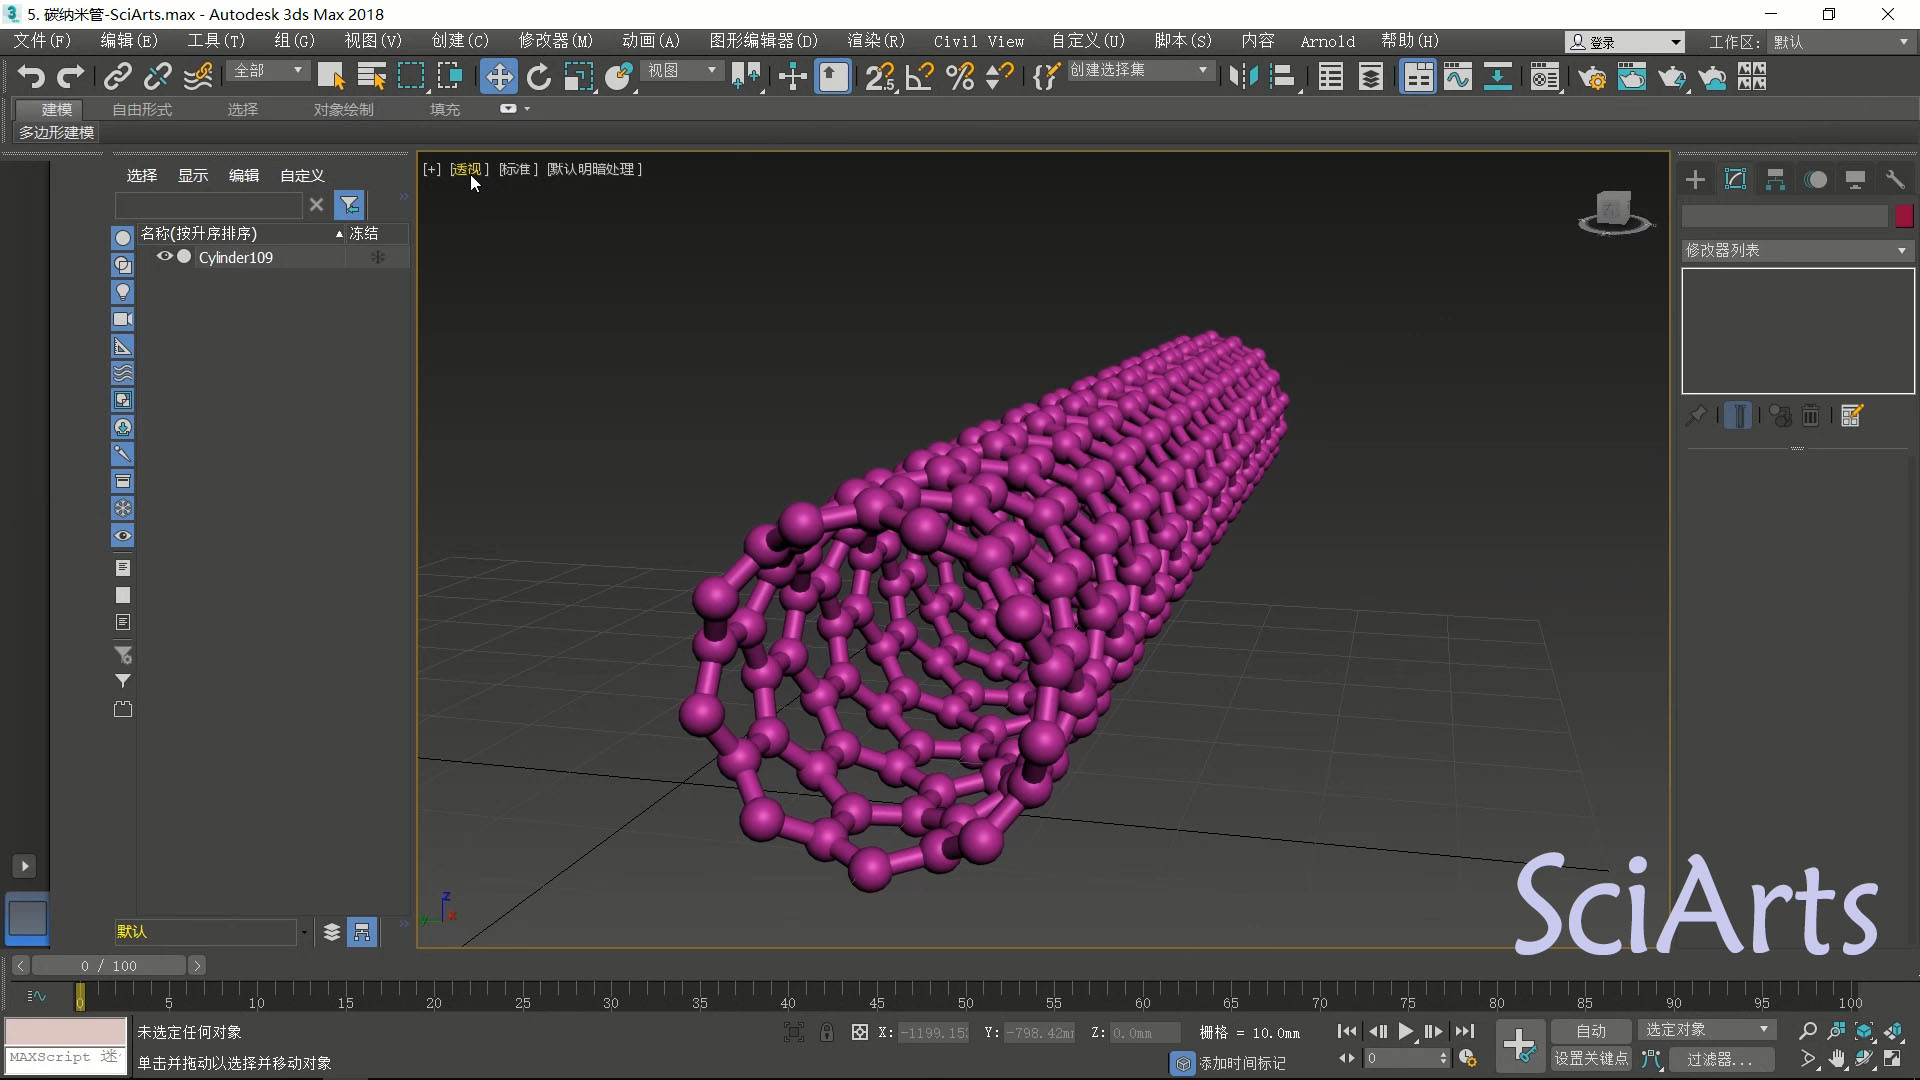 5. 碳纳米管-SciArts.max - Autodesk 3ds Max 2018
文件(F) 编辑(E) 工具(T) 组(G) 视图(V) 创建(C) 修改器(M) 动画(A) 图形编辑器(D) 渲染(R) Civil View 自定义(U) 脚本(S) 内容 Arnold 帮助(H) 登录 工作区: 默认
全部 视图 2.5 创建选择集
建模 自由形式 选择 对象绘制 填充
多边形建模
选择 显示 编辑 自定义
[+] [透视] [标准] [默认明暗处理]
名称(按升序排序) 冻结
Cylinder109
修改器列表
z
x
y
默认
SciArts
0 / 100
0 5 10 15 20 25 30 35 40 45 50 55 60 65 70 75 80 85 90 95 100
未选定任何对象 X: Y: -798.42m Z: 0.0mm 栅格 = 10.0mm 自动 选定对象
MAXScript 迷 单击并拖动以选择并移动对象 添加时间标记 0 设置关键点 过滤器...